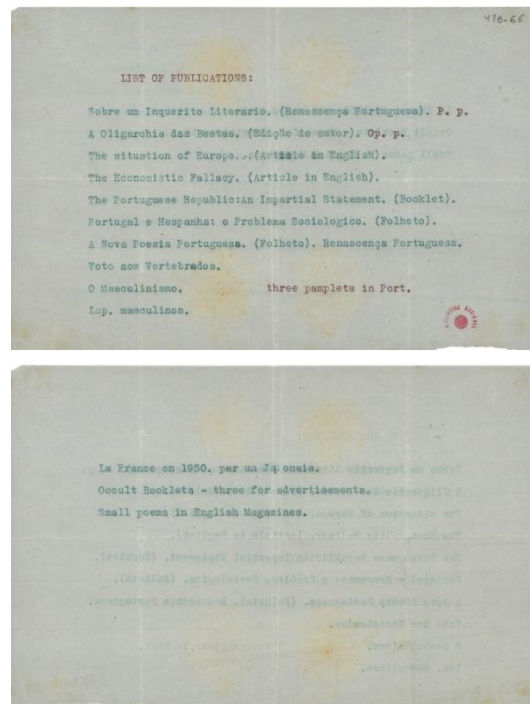 48B-66
LIST OF PUBLICATIONS:
Sobre um Inquerito Literario. (Renascença Portuguesa). P. p.
A Oligarchia das Bestas. (Edição do autor). Op. p.
The situation of Europe...(Article in English).
The Economistic Fallacy. (Article in English).
The Portuguese Republic:An Impartial Statement. (Booklet).
Portugal e Hespanha: o Problema Sociologico. (Folheto).
A Nova Poesia Portuguesa. (Folheto). Renascença Portuguesa.
Voto aos Vertebrados.
O Masculinismo. three pamplets in Port.
Lup. masculinos.
La France en 1950. par un Japonais.
Occult Booklets - three for advertisements.
Small poems in English Magazines.